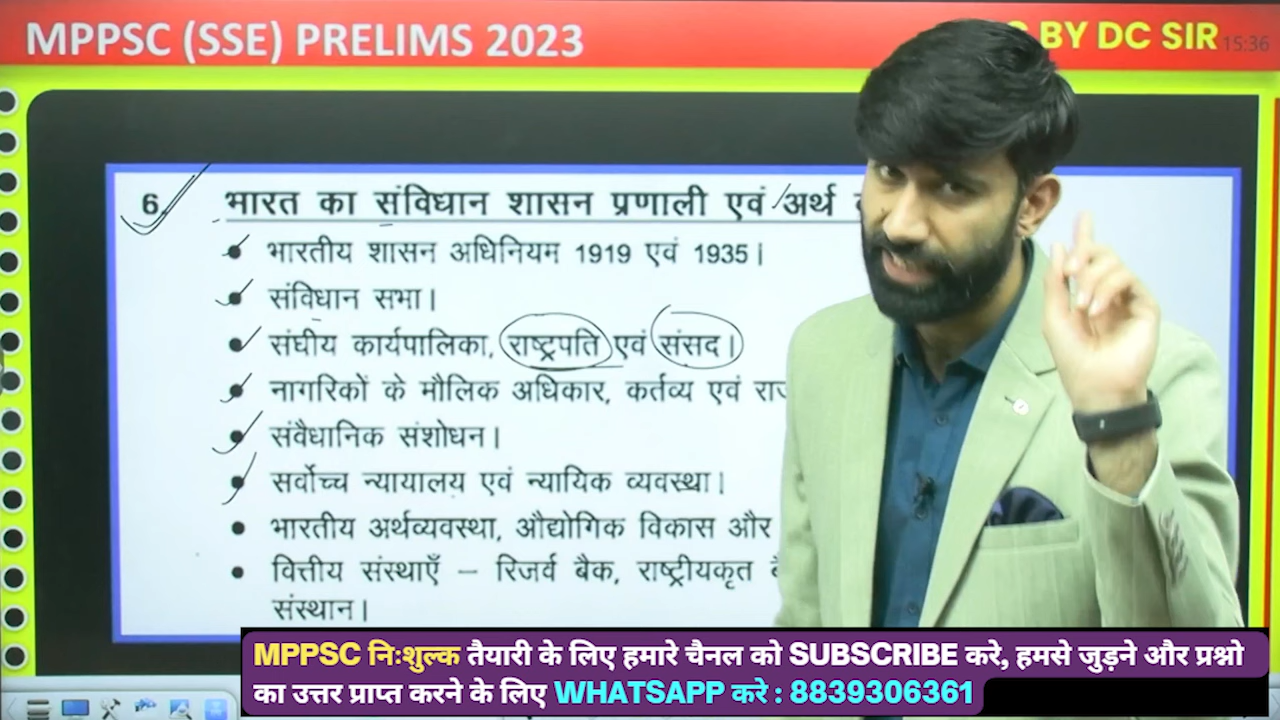 MPPSC (SSE) PRELIMS 2023
BY DC SIR
15:36
6. भारत का संविधान शासन प्रणाली एवं अर्थ
• भारतीय शासन अधिनियम 1919 एवं 1935।
• संविधान सभा।
• संघीय कार्यपालिका, राष्ट्रपति एवं संसद।
• नागरिकों के मौलिक अधिकार, कर्तव्य एवं
• संवैधानिक संशोधन।
• सर्वोच्च न्यायालय एवं न्यायिक व्यवस्था।
• भारतीय अर्थव्यवस्था, औद्योगिक विकास और
• वित्तीय संस्थाएँ – रिजर्व बैंक, राष्ट्रीयकृत
संस्थान।
MPPSC निःशुल्क तैयारी के लिए हमारे चैनल को SUBSCRIBE करे, हमसे जुड़ने और प्रश्नो
का उत्तर प्राप्त करने के लिए WHATSAPP करे : 8839306361